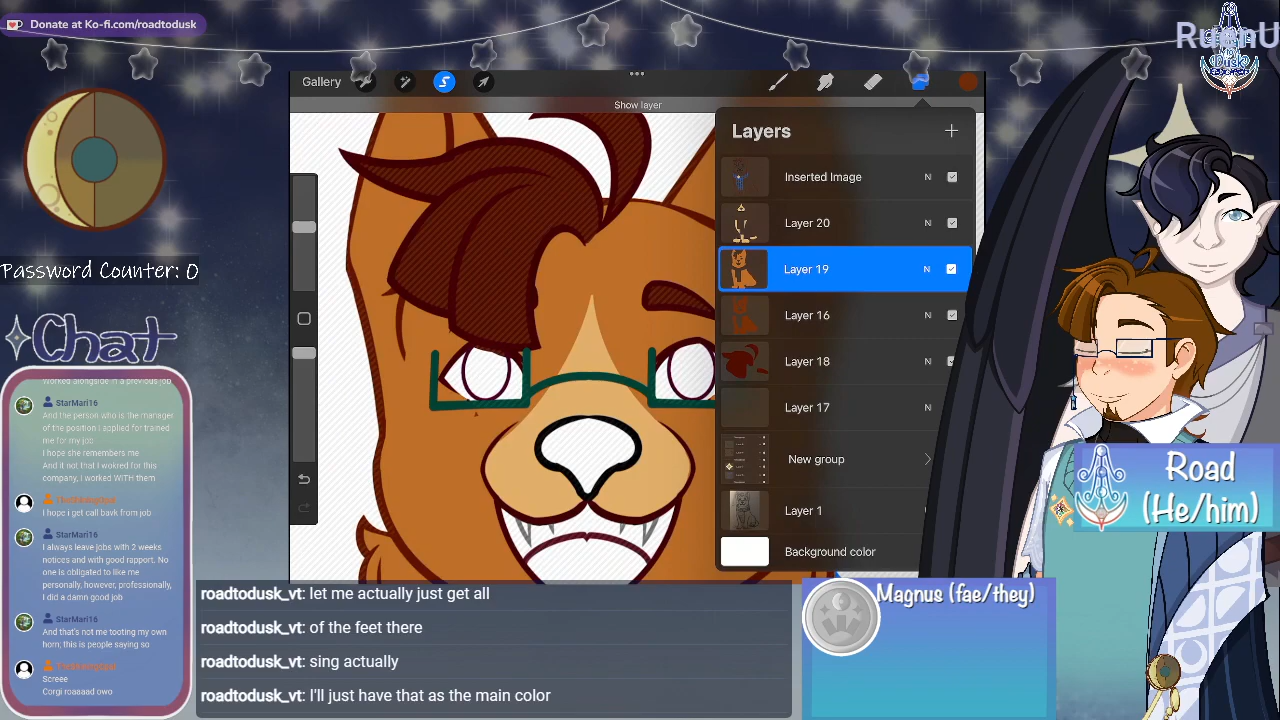 Donate at Ko-fi.com/roadtodusk
Password Counter: 0
Chat
Worked alongside in a previous job
StarMari16
And the person who is the manager
of the position I applied for trained
me for my job
I hope she remembers me
And it not that I wokred for this
company, I worked WITH them
I hope i get call bavk from job
StarMari16
I always leave jobs with 2 weeks
notices and with good rapport. No
one is obligated to like me
personally, however, professionally,
I did a damn good job
StarMari16
And that's not me tooting my own
horn, this is people saying so
Screee
Corgi roaaaad owo
Gallery
S
Show layer
Layers
Inserted Image
N
Layer 20
N
Layer 19
N
Layer 16
N
Layer 18
N
Layer 17
N
New group
Layer 1
Background color
roadtodusk_vt: let me actually just get all
roadtodusk_vt: of the feet there
roadtodusk_vt: sing actually
roadtodusk_vt: I'll just have that as the main color
Road
(He/him)
Magnus (fae/they)